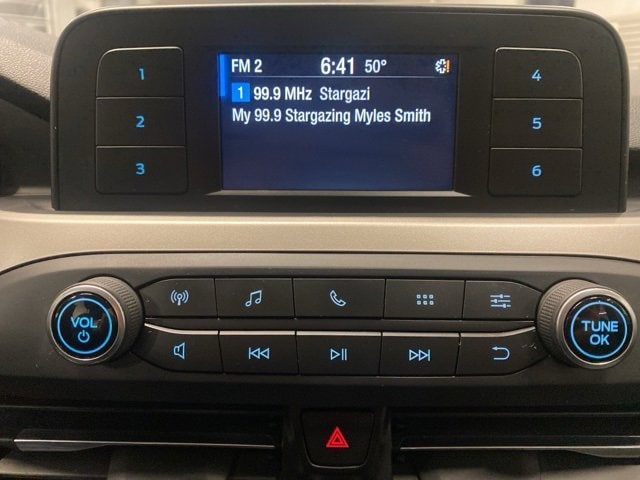 FM 2 6:41 50°
1 99.9 MHz Stargazi
My 99.9 Stargazing Myles Smith
1
2
3
4
5
6
VOL
TUNE
OK